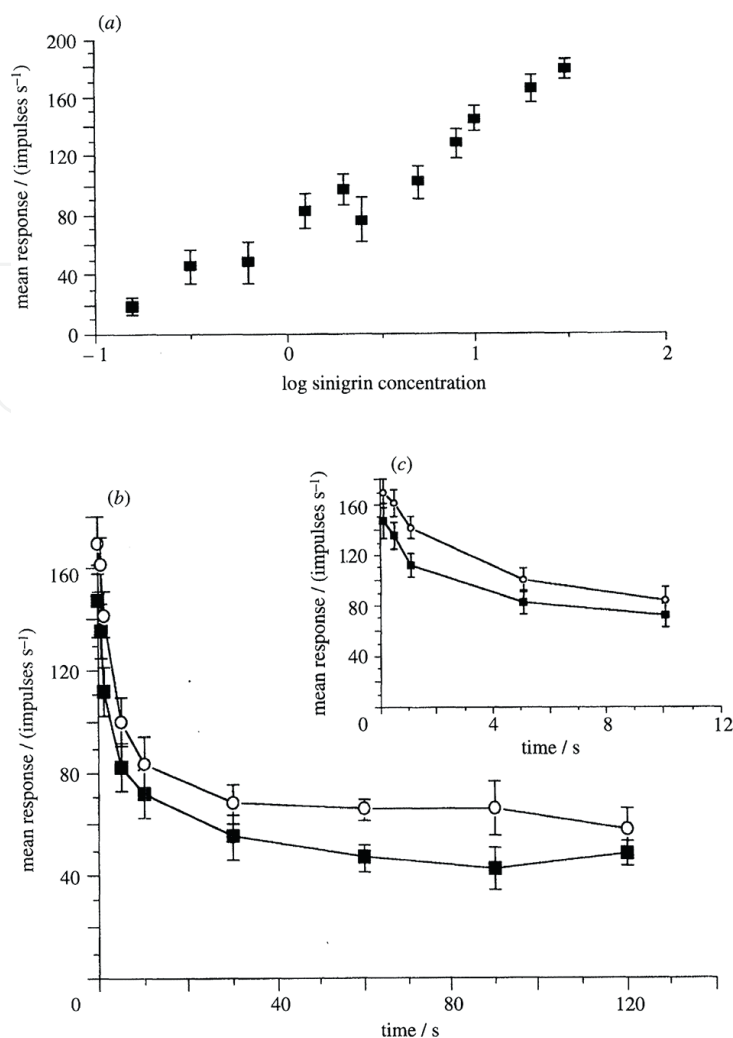 (a)
200
160
120
80
40
0
mean response / (impulses s⁻¹)
−1
0
1
2
log sinigrin concentration
(b)
160
120
80
40
0
mean response / (impulses s⁻¹)
40
80
120
time / s
(c)
160
120
80
40
0
mean response / (impulses s⁻¹)
4
8
12
time / s